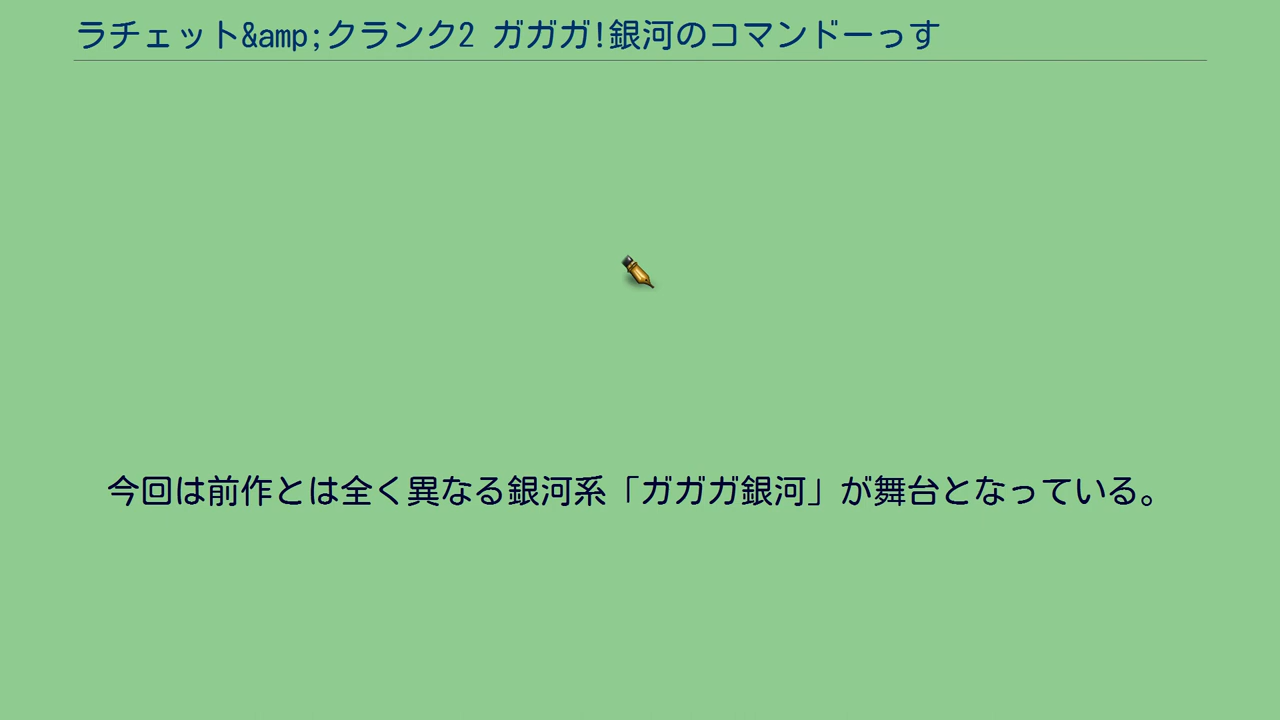 ラチェット&amp;クランク2 ガガガ!銀河のコマンドーっす
今回は前作とは全く異なる銀河系「ガガガ銀河」が舞台となっている。